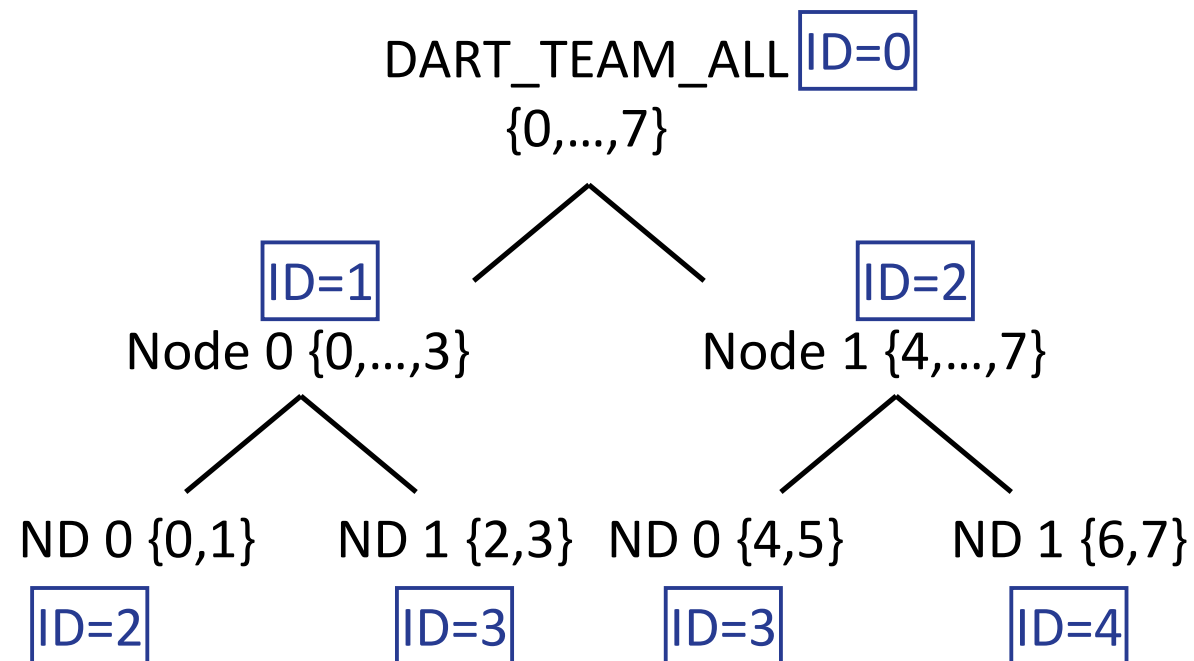 DART_TEAM_ALL ID=0
{0,...,7}
ID=1 ID=2
Node 0 {0,...,3} Node 1 {4,...,7}
ND 0 {0,1} ND 1 {2,3} ND 0 {4,5} ND 1 {6,7}
ID=2 ID=3 ID=3 ID=4